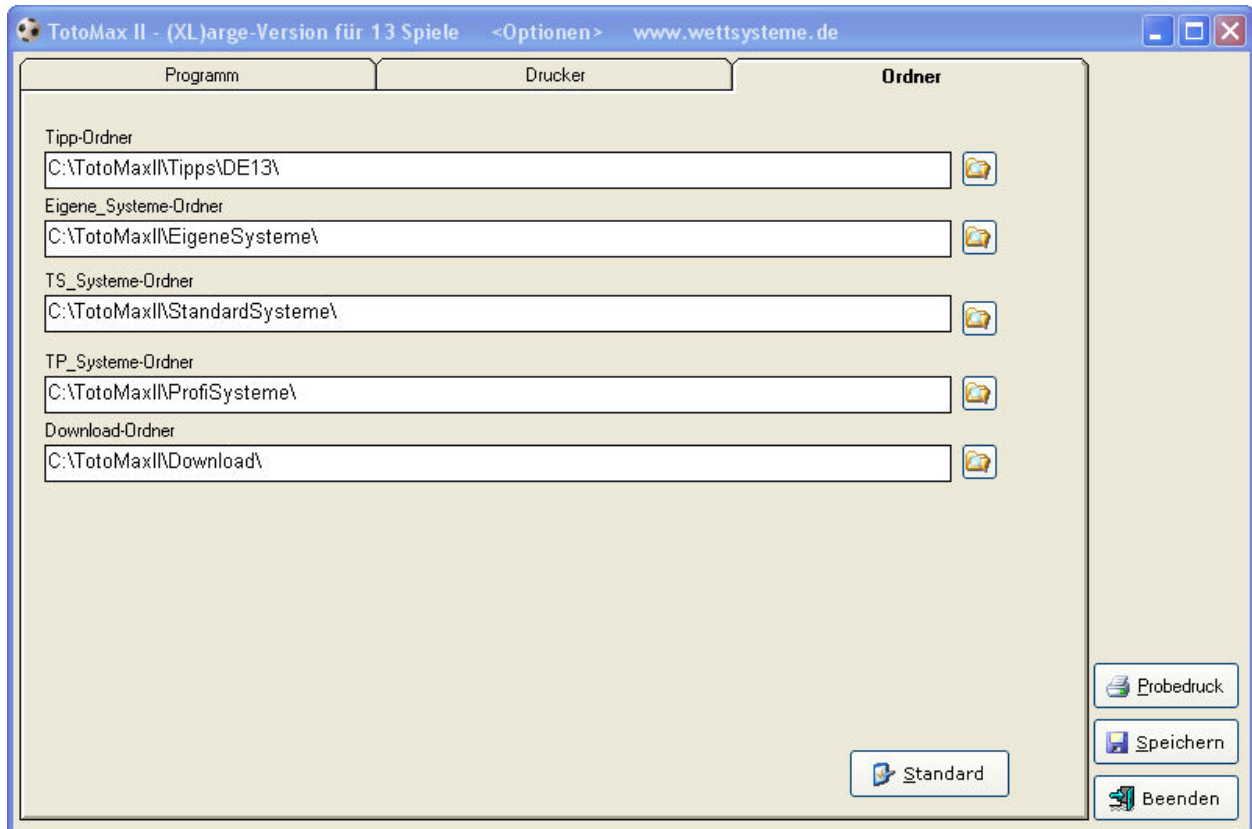 TotoMax II - (XL)arge-Version für 13 Spiele <Optionen> www.wettsysteme.de
Programm Drucker Ordner
Tipp-Ordner
C:\TotoMaxII\Tipps\DE13\
Eigene_Systeme-Ordner
C:\TotoMaxII\EigeneSysteme\
TS_Systeme-Ordner
C:\TotoMaxII\StandardSysteme\
TP_Systeme-Ordner
C:\TotoMaxII\ProfiSysteme\
Download-Ordner
C:\TotoMaxII\Download\
Probedruck
Speichern
Standard
Beenden